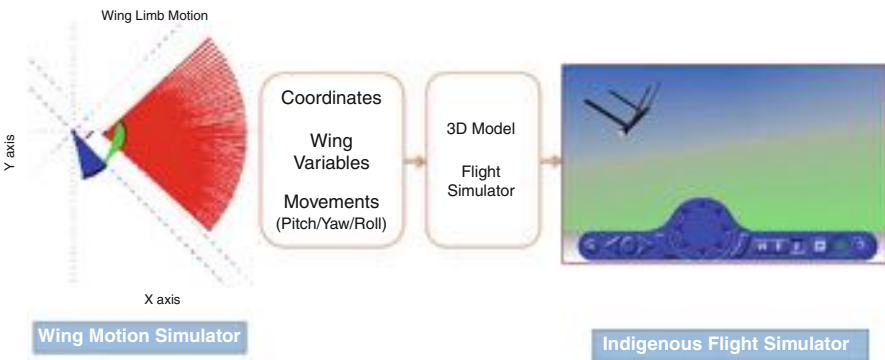 Wing Limb Motion
Y axis
X axis
Wing Motion Simulator
Coordinates
Wing
Variables
Movements
(Pitch/Yaw/Roll)
3D Model
Flight
Simulator
Indigenous Flight Simulator